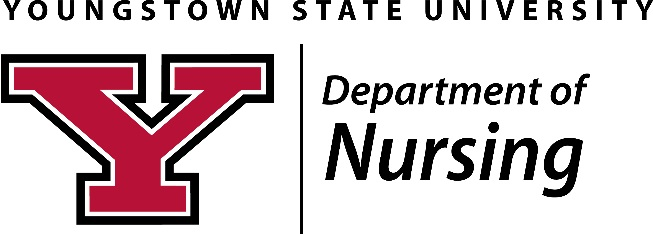 YOUNGSTOWN STATE UNIVERSITY
Y
Department of
Nursing